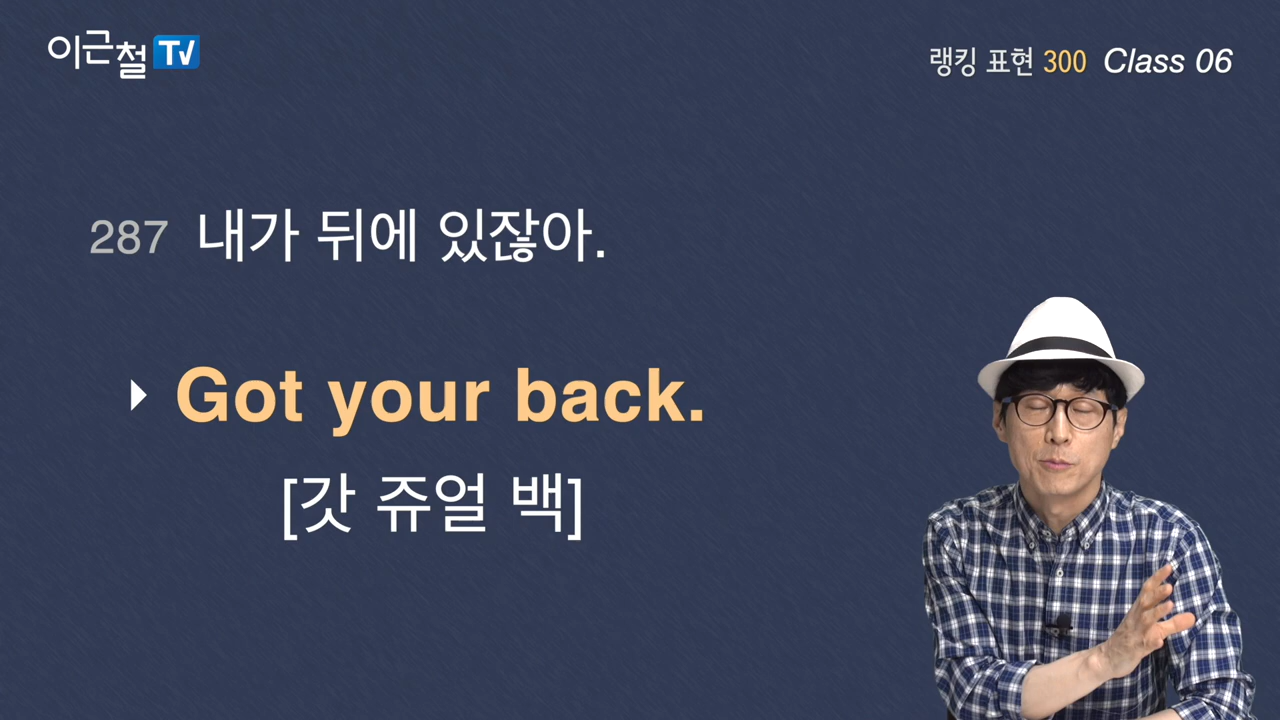 이근철TV
랭킹 표현 300 Class 06
287 내가 뒤에 있잖아.
Got your back.
[갓 쥬얼 백]